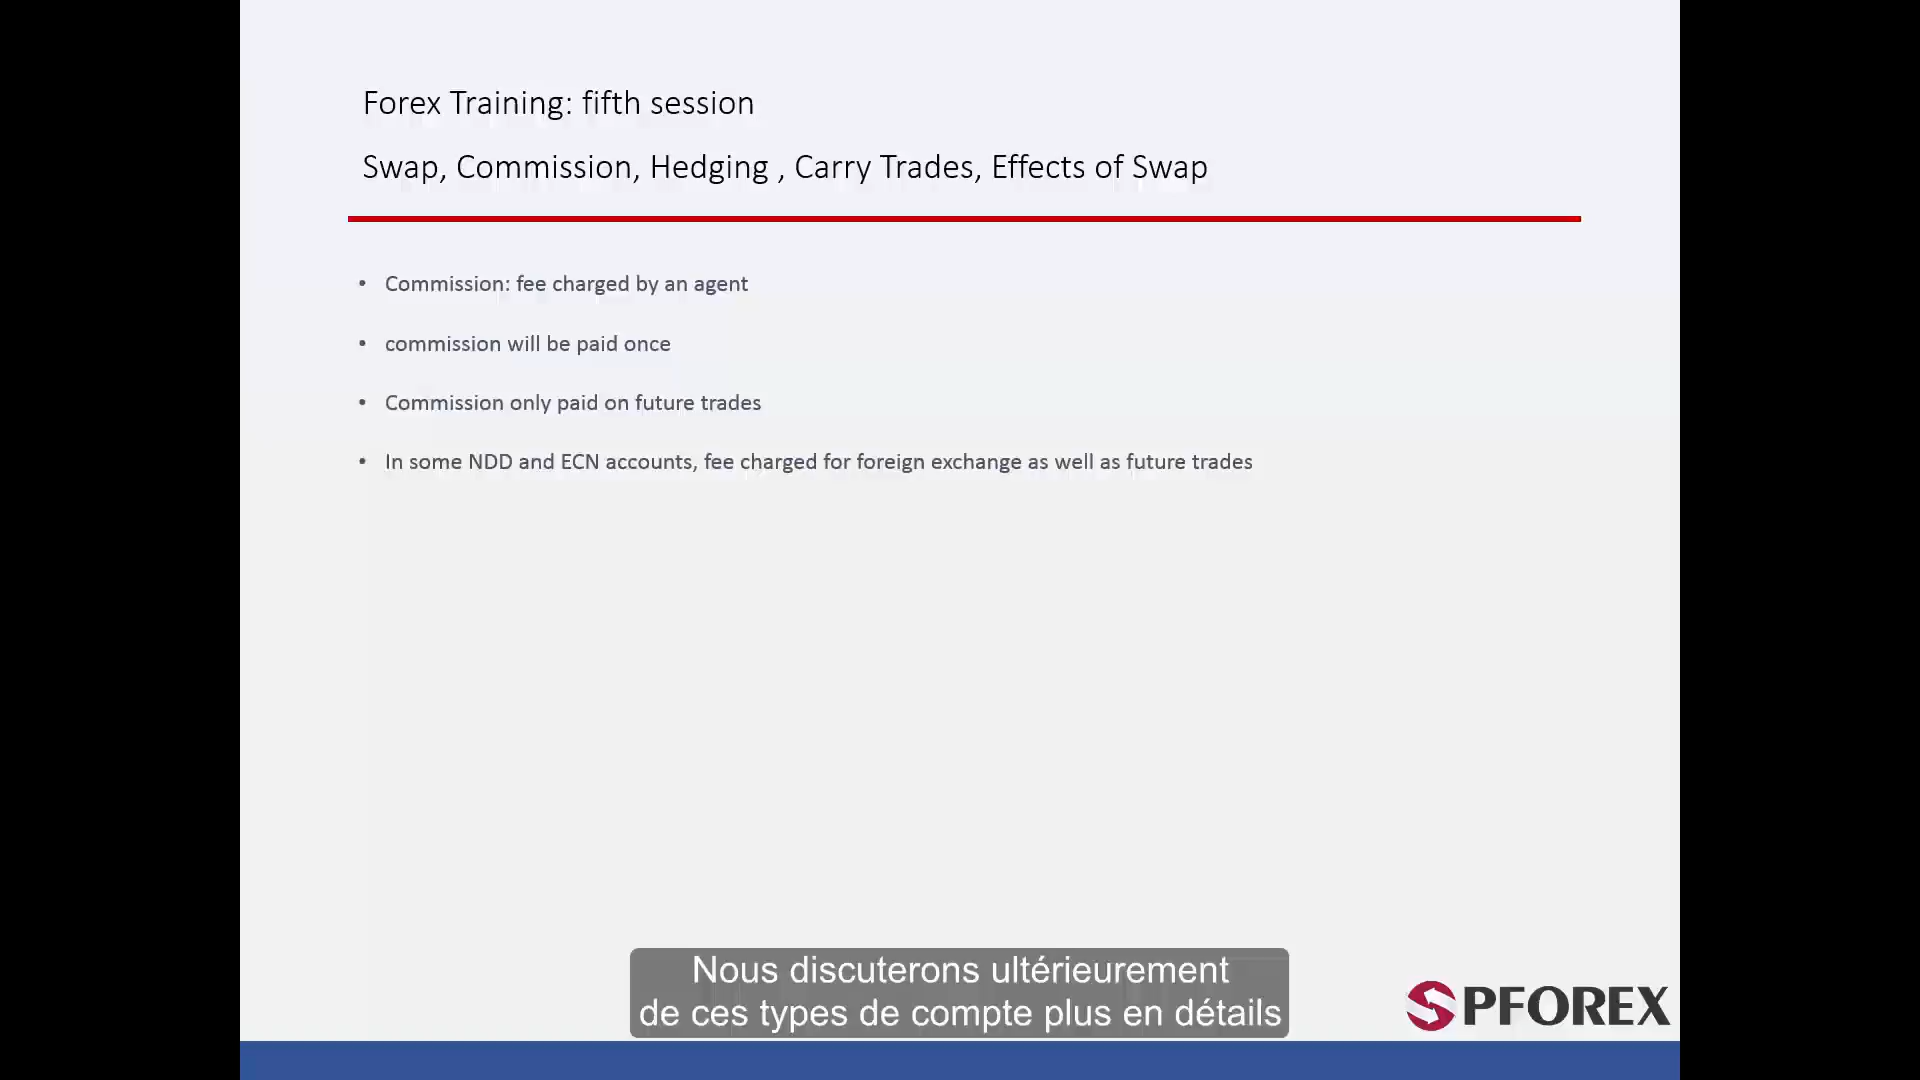 Forex Training: fifth session
Swap, Commission, Hedging , Carry Trades, Effects of Swap
• Commission: fee charged by an agent
• commission will be paid once
• Commission only paid on future trades
• In some NDD and ECN accounts, fee charged for foreign exchange as well as future trades
Nous discuterons ultérieurement
de ces types de compte plus en détails
PFOREX